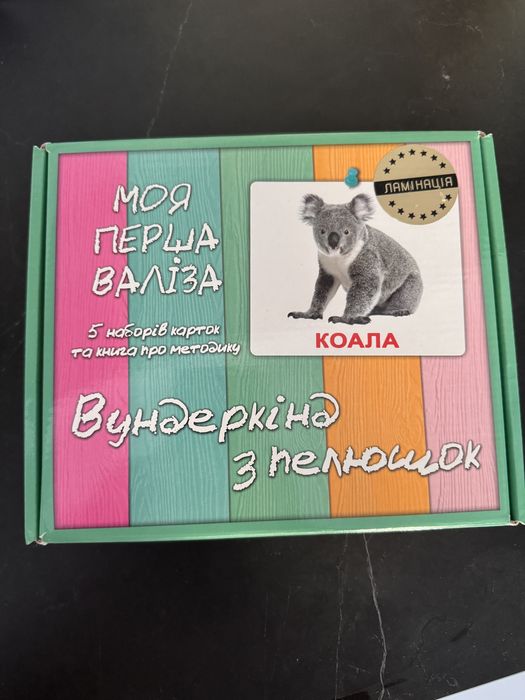 МОЯ
ПЕРША
ВАЛІЗА
5 наборів карток
та книга про методику
ЛАМІНАЦІЯ
КОАЛА
Вундеркінд
з пелюшок